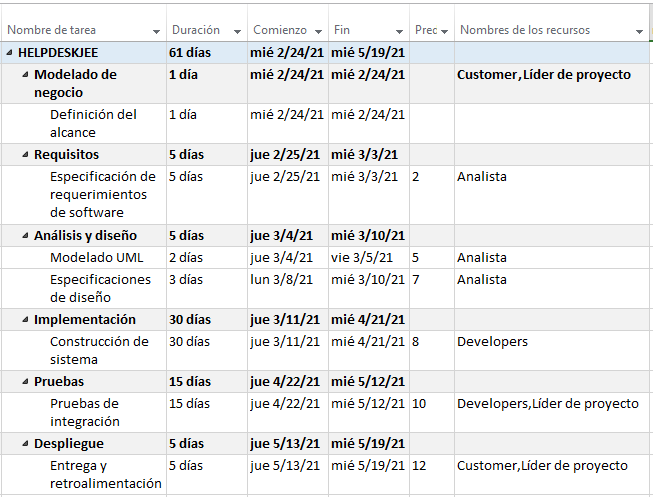 Nombre de tarea Duración Comienzo Fin Prec Nombres de los recursos
HELPDESKJEE 61 días mié 2/24/21 mié 5/19/21
Modelado de 1 día mié 2/24/21 mié 2/24/21 Customer,Líder de proyecto
negocio
Definición del 1 día mié 2/24/21 mié 2/24/21
alcance
Requisitos 5 días jue 2/25/21 mié 3/3/21
Especificación de 5 días jue 2/25/21 mié 3/3/21 2 Analista
requerimientos
de software
Análisis y diseño 5 días jue 3/4/21 mié 3/10/21
Modelado UML 2 días jue 3/4/21 vie 3/5/21 5 Analista
Especificaciones 3 días lun 3/8/21 mié 3/10/21 7 Analista
de diseño
Implementación 30 días jue 3/11/21 mié 4/21/21
Construcción de 30 días jue 3/11/21 mié 4/21/21 8 Developers
sistema
Pruebas 15 días jue 4/22/21 mié 5/12/21
Pruebas de 15 días jue 4/22/21 mié 5/12/21 10 Developers,Líder de proyecto
integración
Despliegue 5 días jue 5/13/21 mié 5/19/21
Entrega y 5 días jue 5/13/21 mié 5/19/21 12 Customer,Líder de proyecto
retroalimentación